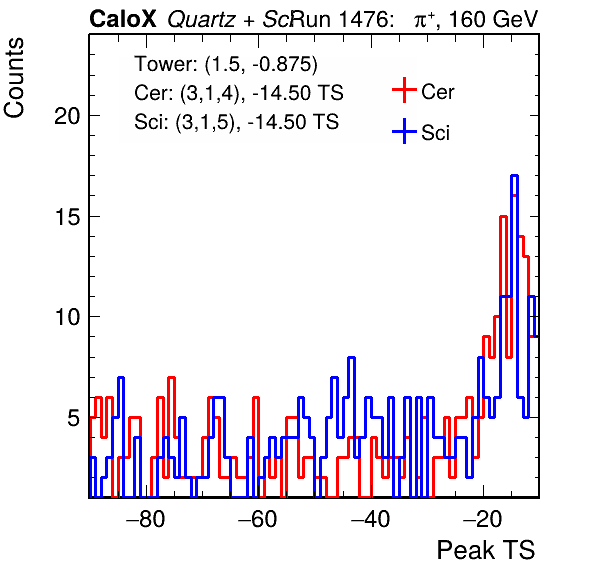 CaloX Quartz + ScRun 1476: π⁺, 160 GeV
Tower: (1.5, -0.875)
Cer: (3,1,4), -14.50 TS
Sci: (3,1,5), -14.50 TS
Cer
Sci
Counts
20
15
10
5
−80 −60 −40 −20
Peak TS